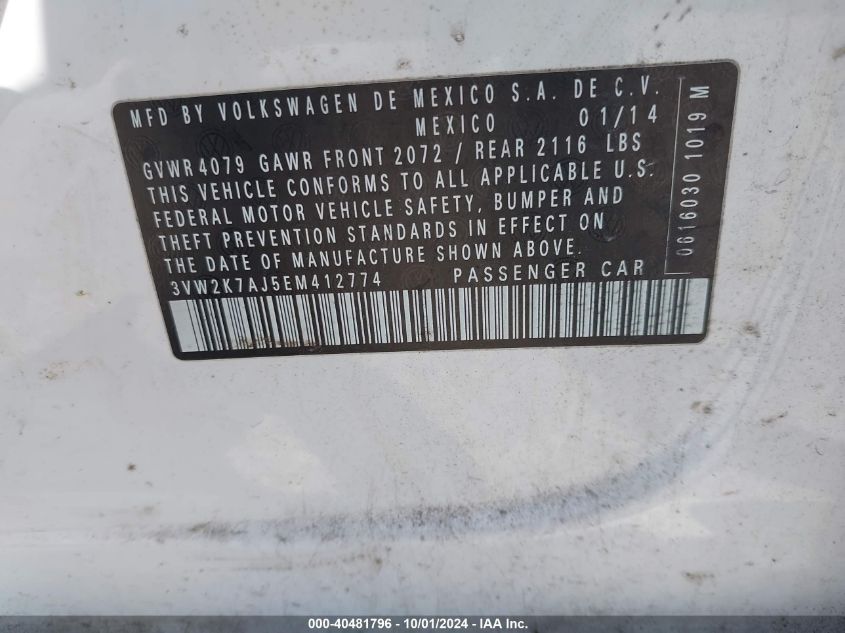 MFD BY VOLKSWAGEN DE MEXICO S.A. DE C.V.
MEXICO 01/14
GVWR 4079 GAWR FRONT 2072 / REAR 2116 LBS
THIS VEHICLE CONFORMS TO ALL APPLICABLE U.S.
FEDERAL MOTOR VEHICLE SAFETY, BUMPER AND
THEFT PREVENTION STANDARDS IN EFFECT ON
THE DATE OF MANUFACTURE SHOWN ABOVE.
3VW2K7AJ5EM412774 PASSENGER CAR
0616030 1019 M
000-40481796 - 10/01/2024 - IAA Inc.